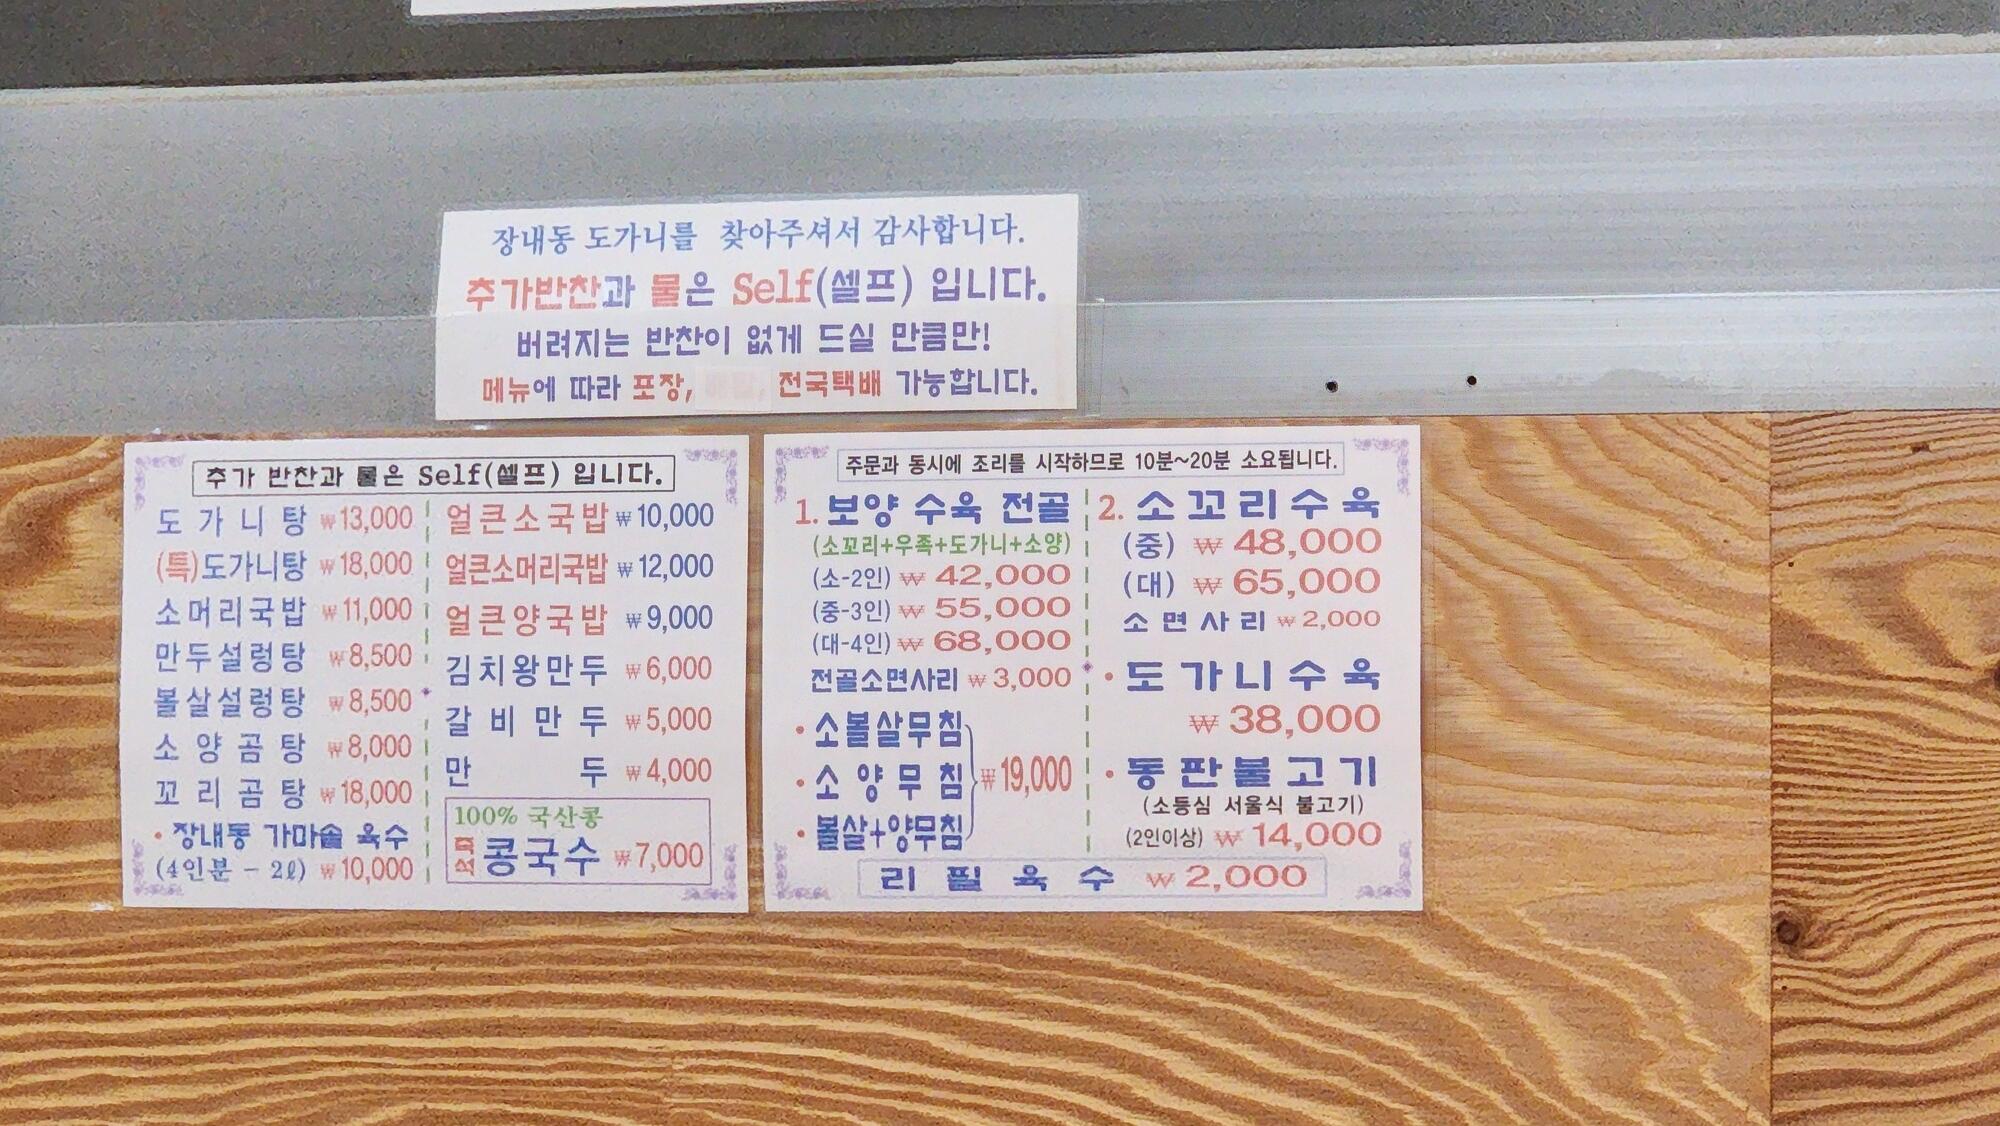 장내동 도가니를 찾아주셔서 감사합니다.
추가반찬과 물은 Self(셀프) 입니다.
버려지는 반찬이 없게 드실 만큼만!
메뉴에 따라 포장, 전국택배 가능합니다.
추가 반찬과 물은 Self(셀프) 입니다.
도가니탕 ₩13,000
(특)도가니탕 ₩18,000
소머리국밥 ₩11,000
만두설렁탕 ₩8,500
볼살설렁탕 ₩8,500
소양곰탕 ₩8,000
꼬리곰탕 ₩18,000
• 장내동 가마솥 육수
(4인분 - 2ℓ) ₩10,000
얼큰소국밥 ₩10,000
얼큰소머리국밥 ₩12,000
얼큰양국밥 ₩9,000
김치왕만두 ₩6,000
갈비만두 ₩5,000
만두 ₩4,000
100% 국산콩
즉석 콩국수 ₩7,000
주문과 동시에 조리를 시작하므로 10분~20분 소요됩니다.
1. 보양 수육 전골
(소꼬리+우족+도가니+소양)
(소-2인) ₩42,000
(중-3인) ₩55,000
(대-4인) ₩68,000
전골소면사리 ₩3,000
• 소볼살무침
• 소양무침 ₩19,000
• 볼살+양무침
2. 소꼬리수육
(중) ₩48,000
(대) ₩65,000
소면사리 ₩2,000
• 도가니수육
₩38,000
• 동판불고기
(소등심 서울식 불고기)
(2인이상) ₩14,000
리필육수 ₩2,000